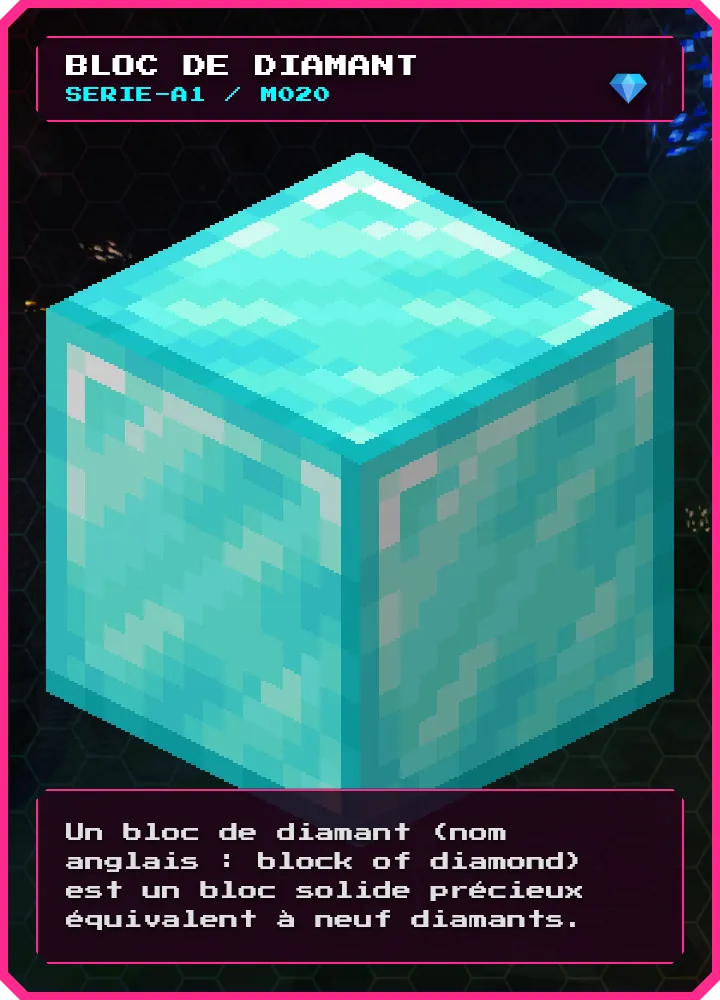 BLOC DE DIAMANT
SERIE-A1 / M020
Un bloc de diamant (nom
anglais : block of diamond)
est un bloc solide précieux
équivalent à neuf diamants.